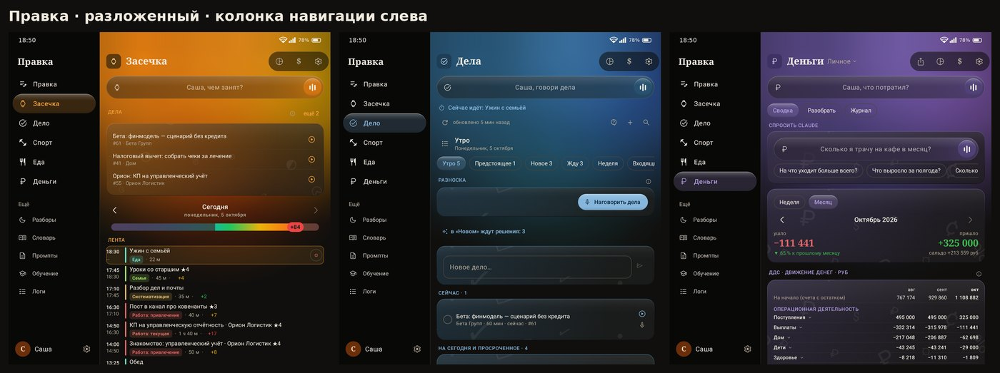 Правка · разложенный · колонка навигации слева
18:50
Правка
Правка
Засечка
Дело
Спорт
Еда
Деньги
Ещё
Разборы
Словарь
Промпты
Обучение
Логи
С Саша
78%
Засечка
$
Саша, чем занят?
ДЕЛА
ещё 2
Бета: финмодель — сценарий без кредита
#61 · Бета Групп
Налоговый вычет: собрать чеки за лечение
#41 · Дом
Орион: КП на управленческий учёт
#55 · Орион Логистик
Сегодня
понедельник, 5 октября
+84
ЛЕНТА
18:30 Ужин с семьёй
Еда · 22 м
17:45 Уроки со старшим ★4
18:30 Семья · 45 м · +4
17:10 Разбор дел и почты
17:45 Систематизация · 35 м · +2
16:30 Пост в канал про ковенанты ★3
17:10 Работа: привлечение · 40 м · +7
14:50 КП на управленческую отчётность · Орион Логистик ★4
16:30 Работа: текущая · 1 ч 40 м · +17
14:00 Знакомство: управленческий учёт · Орион Логистик ★4
14:50 Работа: привлечение · 50 м · +8
13:25 Обед
18:50
Правка
Правка
Засечка
Дело
Спорт
Еда
Деньги
Ещё
Разборы
Словарь
Промпты
Обучение
Логи
С Саша
78%
Дела
$
Саша, говори дела
Сейчас идёт: Ужин с семьёй
обновлено 5 мин назад
Утро
Понедельник, 5 октября
Утро 5 Предстоящее 1 Новое 3 Жду 3 Неделя Входящи
РАЗНОСКА
Наговорить дела
в «Новом» ждут решения: 3
Новое дело…
СЕЙЧАС · 1
Бета: финмодель — сценарий без кредита
Бета Групп · 60 мин · сейчас · #61
НА СЕГОДНЯ И ПРОСРОЧЕННОЕ · 4
18:50
Правка
Правка
Засечка
Дело
Спорт
Еда
Деньги
Ещё
Разборы
Словарь
Промпты
Обучение
Логи
С Саша
78%
₽ Деньги Личное
$
₽ Саша, что потратил?
Сводка Разобрать Журнал
СПРОСИТЬ CLAUDE
₽ Сколько я трачу на кафе в месяц?
На что уходит больше всего? Что выросло за полгода? Сколько
Неделя Месяц
Октябрь 2026
ушло пришло
−111 441 +325 000
▼ 65 % к прошлому месяцу сальдо +213 559 руб
ДДС · ДВИЖЕНИЕ ДЕНЕГ · РУБ
авг сент окт
На начало (счета с остатком) 767 174 929 860 1 108 882
ОПЕРАЦИОННАЯ ДЕЯТЕЛЬНОСТЬ
Поступления 495 000 495 000 325 000
Выплаты −332 314 −315 978 −111 441
Дом −217 048 −206 887 −62 698
Дети −43 245 −43 241 −29 000
Здоровье −8 218 −11 310 −1 809